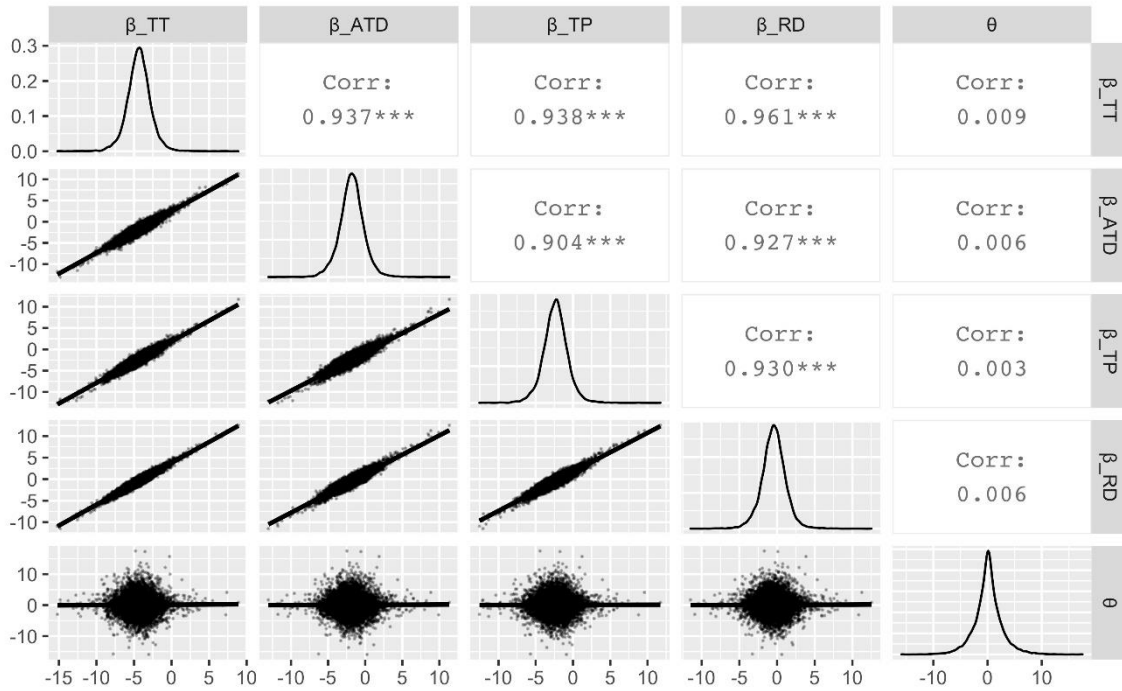 β_TT β_ATD β_TP β_RD θ
0.3
0.2
0.1
0.0
Corr: Corr: Corr: Corr:
0.937*** 0.938*** 0.961*** 0.009
β_TT
10
5
0
-5
-10
Corr: Corr: Corr:
0.904*** 0.927*** 0.006
β_ATD
10
5
0
-5
-10
Corr: Corr:
0.930*** 0.003
β_TP
10
5
0
-5
-10
Corr:
0.006
β_RD
10
0
-10
θ
-15 -10 -5 0 5 10 -10 -5 0 5 10 -10 -5 0 5 10 -10 -5 0 5 10 -10 0 10